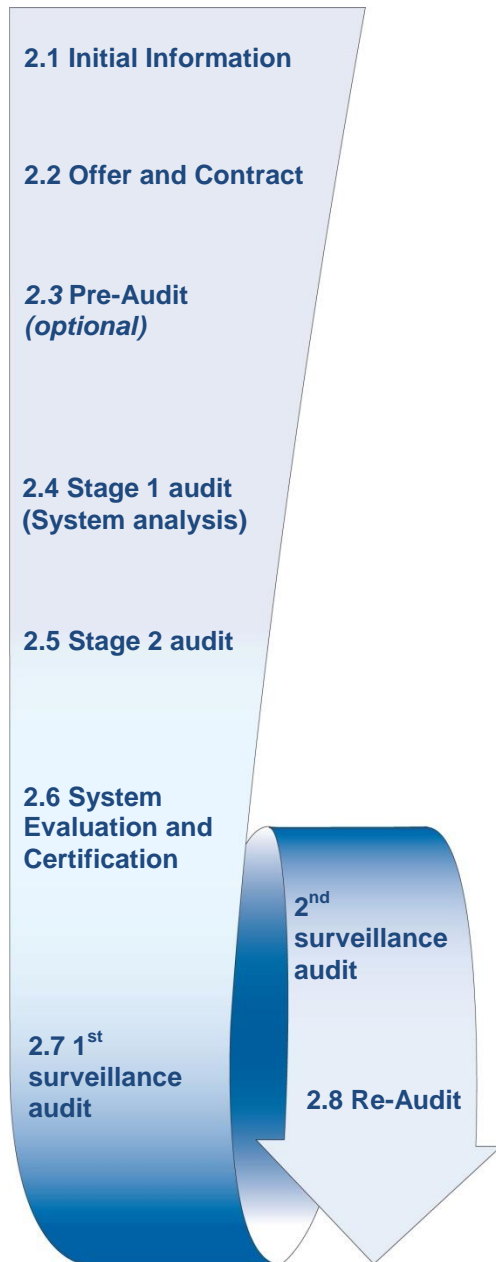 2.1 Initial Information
2.2 Offer and Contract
2.3 Pre-Audit
(optional)
2.4 Stage 1 audit
(System analysis)
2.5 Stage 2 audit
2.6 System
Evaluation and
Certification
2.7 1st
surveillance
audit
2nd
surveillance
audit
2.8 Re-Audit